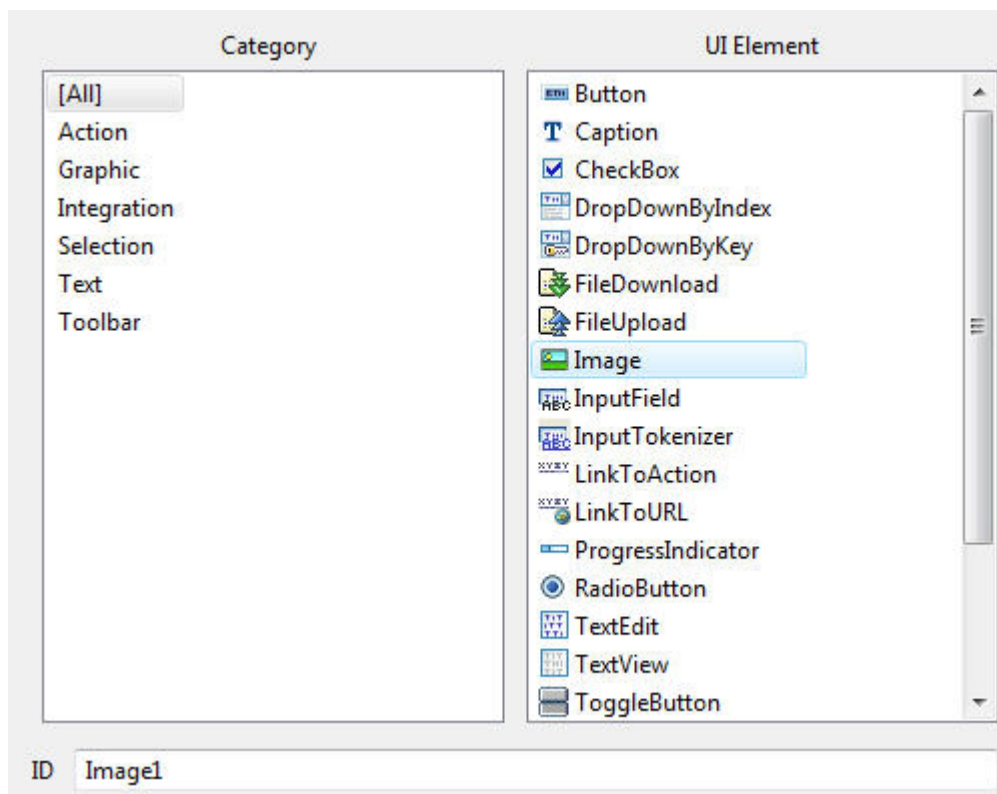 Category
[All]
Action
Graphic
Integration
Selection
Text
Toolbar
UI Element
Button
Caption
CheckBox
DropDownByIndex
DropDownByKey
FileDownload
FileUpload
Image
InputField
InputTokenizer
LinkToAction
LinkToURL
ProgressIndicator
RadioButton
TextEdit
TextView
ToggleButton
ID Image1